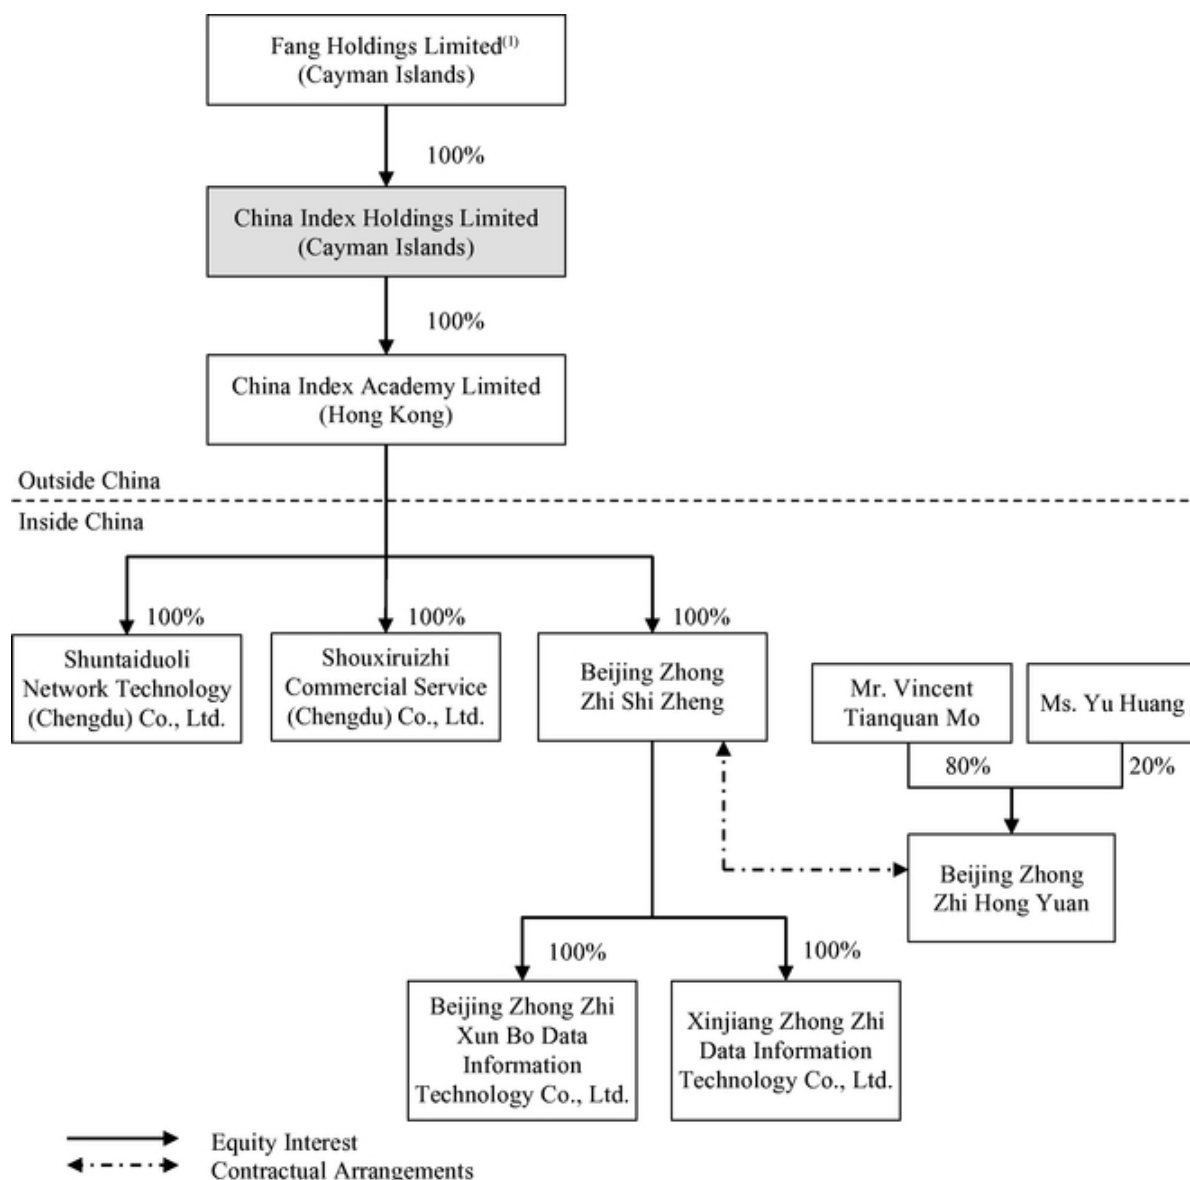 Fang Holdings Limited(1)
(Cayman Islands)
100%
China Index Holdings Limited
(Cayman Islands)
100%
China Index Academy Limited
(Hong Kong)
Outside China
Inside China
100%
100%
100%
Shuntaiduoli
Network Technology
(Chengdu) Co., Ltd.
Shouxiruizhi
Commercial Service
(Chengdu) Co., Ltd.
Beijing Zhong
Zhi Shi Zheng
Mr. Vincent
Tianquan Mo
Ms. Yu Huang
80%
20%
Beijing Zhong
Zhi Hong Yuan
100%
100%
Beijing Zhong Zhi
Xun Bo Data
Information
Technology Co., Ltd.
Xinjiang Zhong Zhi
Data Information
Technology Co., Ltd.
Equity Interest
Contractual Arrangements